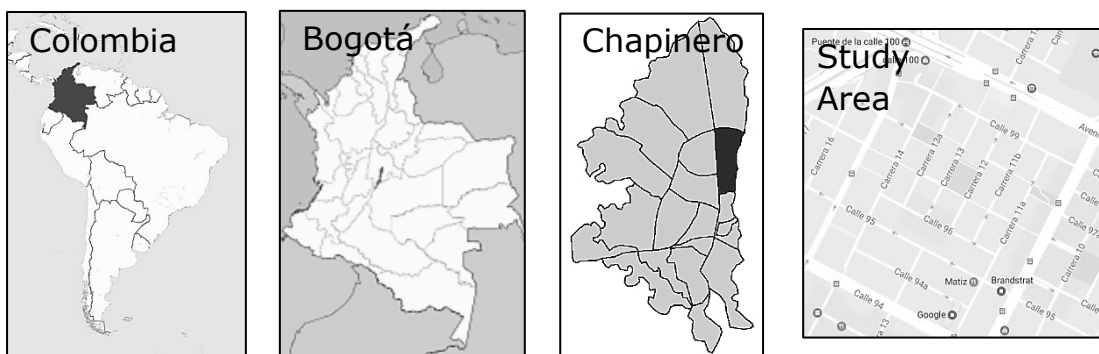 Colombia
Bogotá
Chapinero
Study
Area
Puente de la calle 100
calle 100
Calle 99
Carrera 16
Carrera 14
Carrera 13a
Carrera 13
Carrera 12
Carrera 11b
Calle 95
Calle 96
Carrera 11a
Calle 97a
Carrera 10
Calle 94a
Matiz
Brandstrat
Calle 94
Google
Calle 95